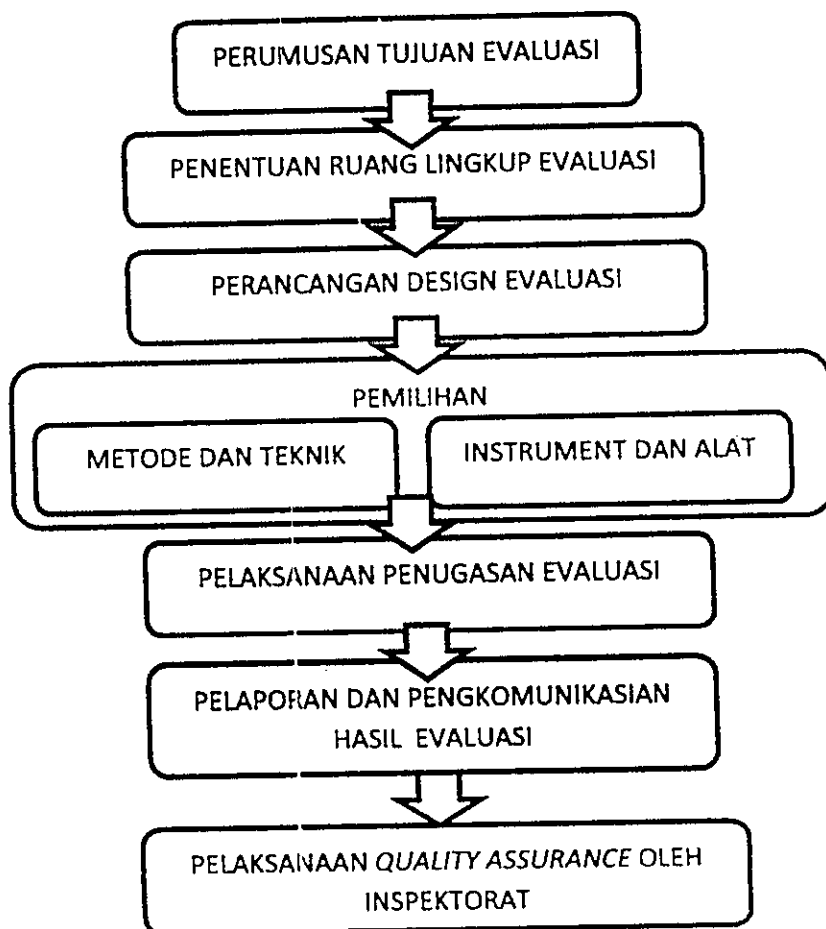 PERUMUSAN TUJUAN EVALUASI
PENENTUAN RUANG LINGKUP EVALUASI
PERANCANGAN DESIGN EVALUASI
PEMILIHAN
METODE DAN TEKNIK
INSTRUMENT DAN ALAT
PELAKSANAAN PENUGASAN EVALUASI
PELAPORAN DAN PENGKOMUNIKASIAN
HASIL EVALUASI
PELAKSANAAN QUALITY ASSURANCE OLEH
INSPEKTORAT